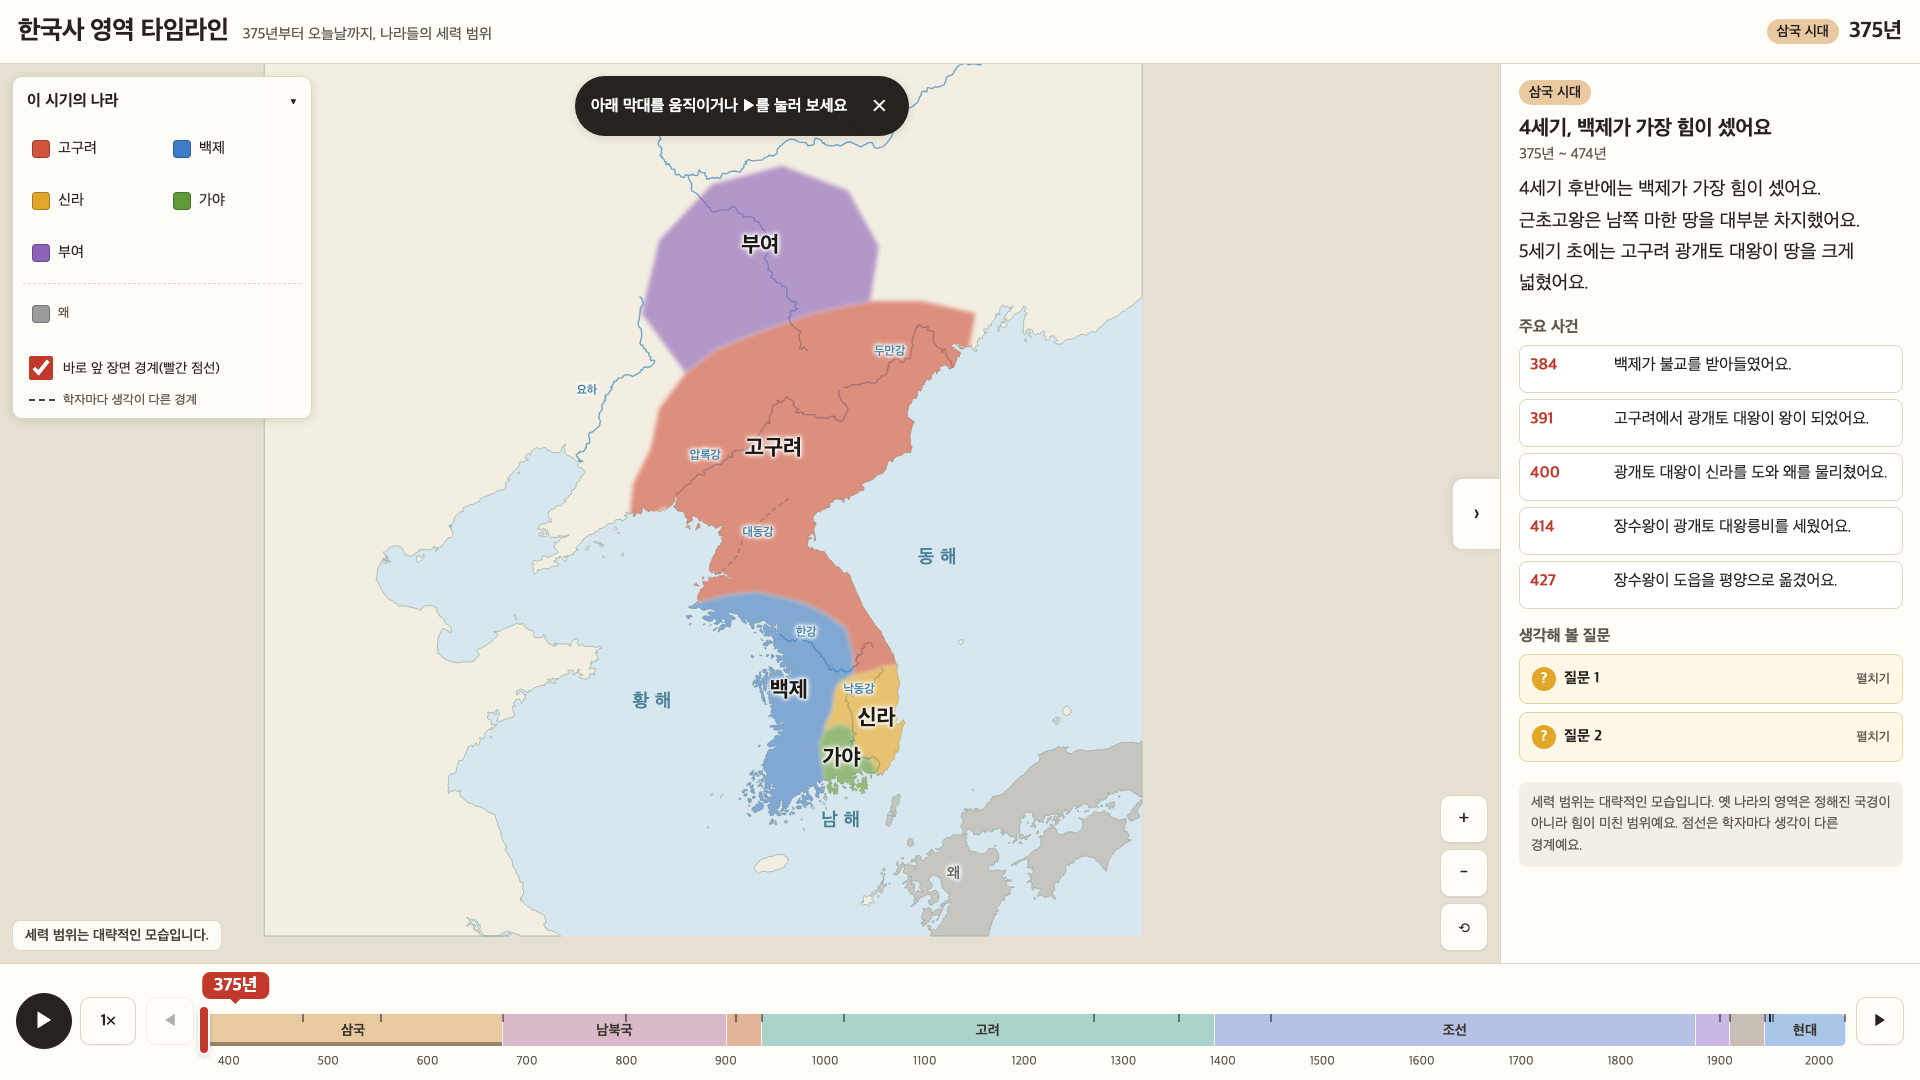 한국사 영역 타임라인
375년부터 오늘날까지, 나라들의 세력 범위
삼국 시대
375년
이 시기의 나라
▼
고구려
백제
신라
가야
부여
왜
바로 앞 장면 경계(빨간 점선)
학자마다 생각이 다른 경계
아래 막대를 움직이거나 ▶를 눌러 보세요
✕
부여
두만강
요하
고구려
압록강
대동강
동 해
한강
백제
낙동강
황 해
신라
가야
남 해
왜
세력 범위는 대략적인 모습입니다.
›
+
−
⟲
삼국 시대
4세기, 백제가 가장 힘이 셌어요
375년 ~ 474년
4세기 후반에는 백제가 가장 힘이 셌어요.
근초고왕은 남쪽 마한 땅을 대부분 차지했어요.
5세기 초에는 고구려 광개토 대왕이 땅을 크게
넓혔어요.
주요 사건
384 백제가 불교를 받아들였어요.
391 고구려에서 광개토 대왕이 왕이 되었어요.
400 광개토 대왕이 신라를 도와 왜를 물리쳤어요.
414 장수왕이 광개토 대왕릉비를 세웠어요.
427 장수왕이 도읍을 평양으로 옮겼어요.
생각해 볼 질문
? 질문 1 펼치기
? 질문 2 펼치기
세력 범위는 대략적인 모습입니다. 옛 나라의 영역은 정해진 국경이
아니라 힘이 미친 범위예요. 점선은 학자마다 생각이 다른
경계예요.
375년
▶
1×
◀
삼국
남북국
고려
조선
현대
▶
400 500 600 700 800 900 1000 1100 1200 1300 1400 1500 1600 1700 1800 1900 2000